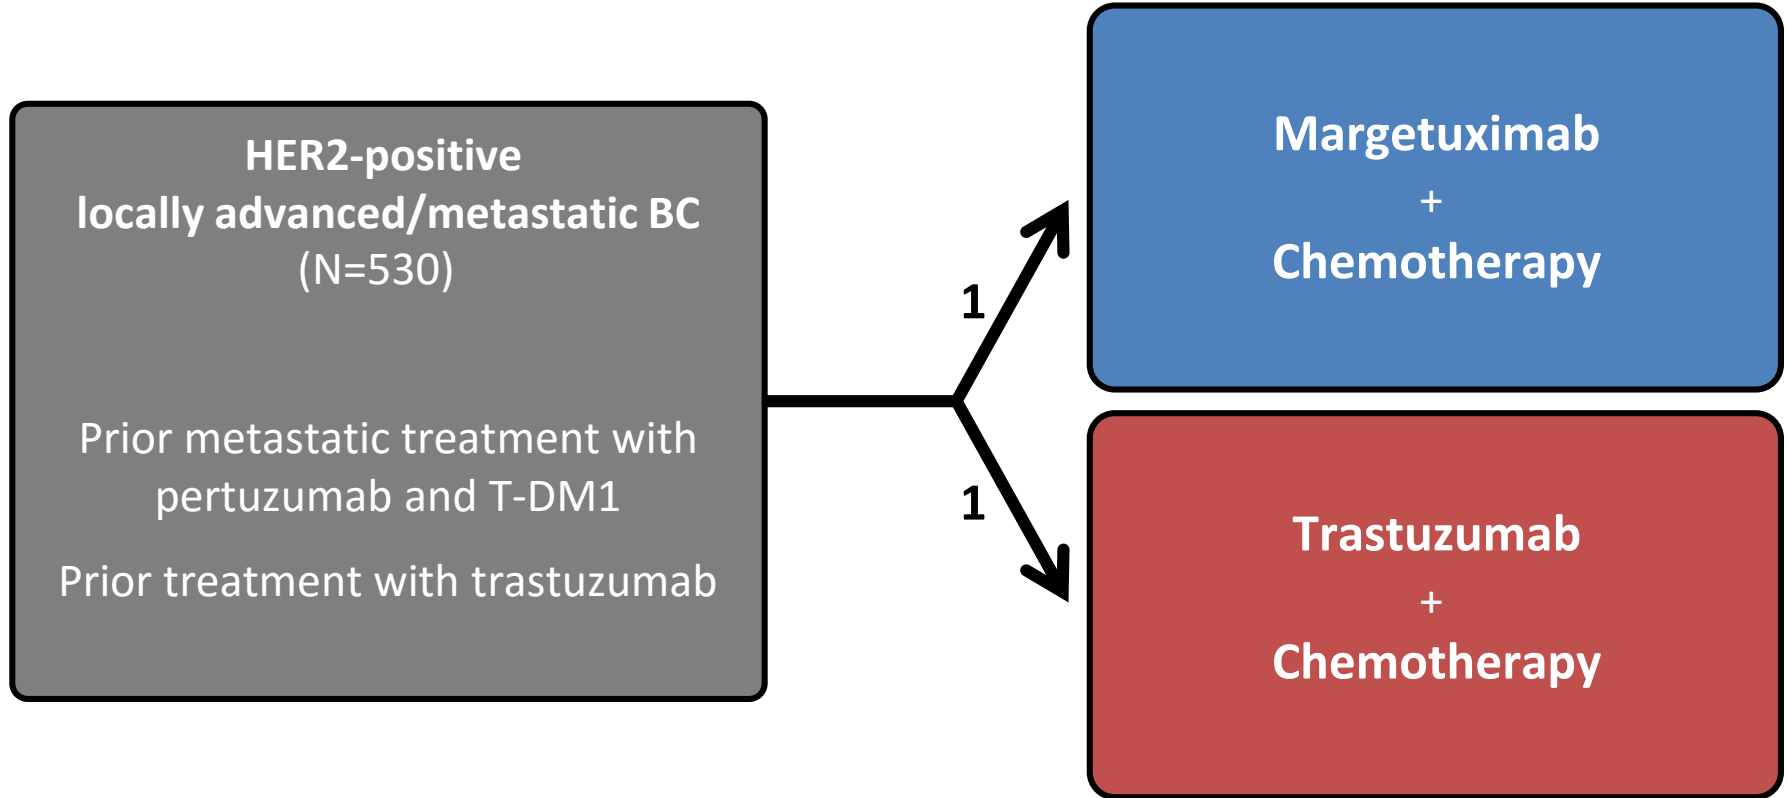 HER2-positive
locally advanced/metastatic BC
(N=530)
Prior metastatic treatment with
pertuzumab and T-DM1
Prior treatment with trastuzumab
1
1
Margetuximab
+
Chemotherapy
Trastuzumab
+
Chemotherapy